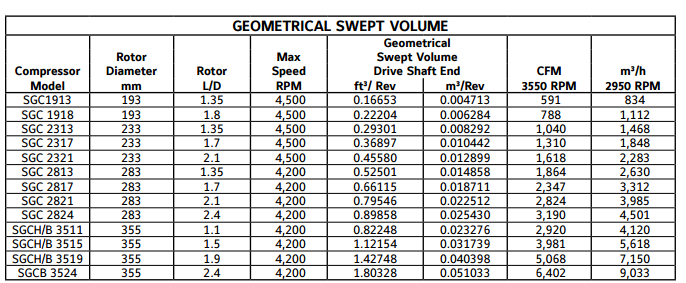 GEOMETRICAL SWEPT VOLUME
Geometrical
Rotor Max Swept Volume
Compressor Diameter Rotor Speed Drive Shaft End CFM m³/h
Model mm L/D RPM ft³/ Rev m³/Rev 3550 RPM 2950 RPM
SGC1913 193 1.35 4,500 0.16653 0.004713 591 834
SGC 1918 193 1.8 4,500 0.22204 0.006284 788 1,112
SGC 2313 233 1.35 4,500 0.29301 0.008292 1,040 1,468
SGC 2317 233 1.7 4,500 0.36897 0.010442 1,310 1,848
SGC 2321 233 2.1 4,500 0.45580 0.012899 1,618 2,283
SGC 2813 283 1.35 4,200 0.52501 0.014858 1,864 2,630
SGC 2817 283 1.7 4,200 0.66115 0.018711 2,347 3,312
SGC 2821 283 2.1 4,200 0.79546 0.022512 2,824 3,985
SGC 2824 283 2.4 4,200 0.89858 0.025430 3,190 4,501
SGCH/B 3511 355 1.1 4,200 0.82248 0.023276 2,920 4,120
SGCH/B 3515 355 1.5 4,200 1.12154 0.031739 3,981 5,618
SGCH/B 3519 355 1.9 4,200 1.42748 0.040398 5,068 7,150
SGCB 3524 355 2.4 4,200 1.80328 0.051033 6,402 9,033